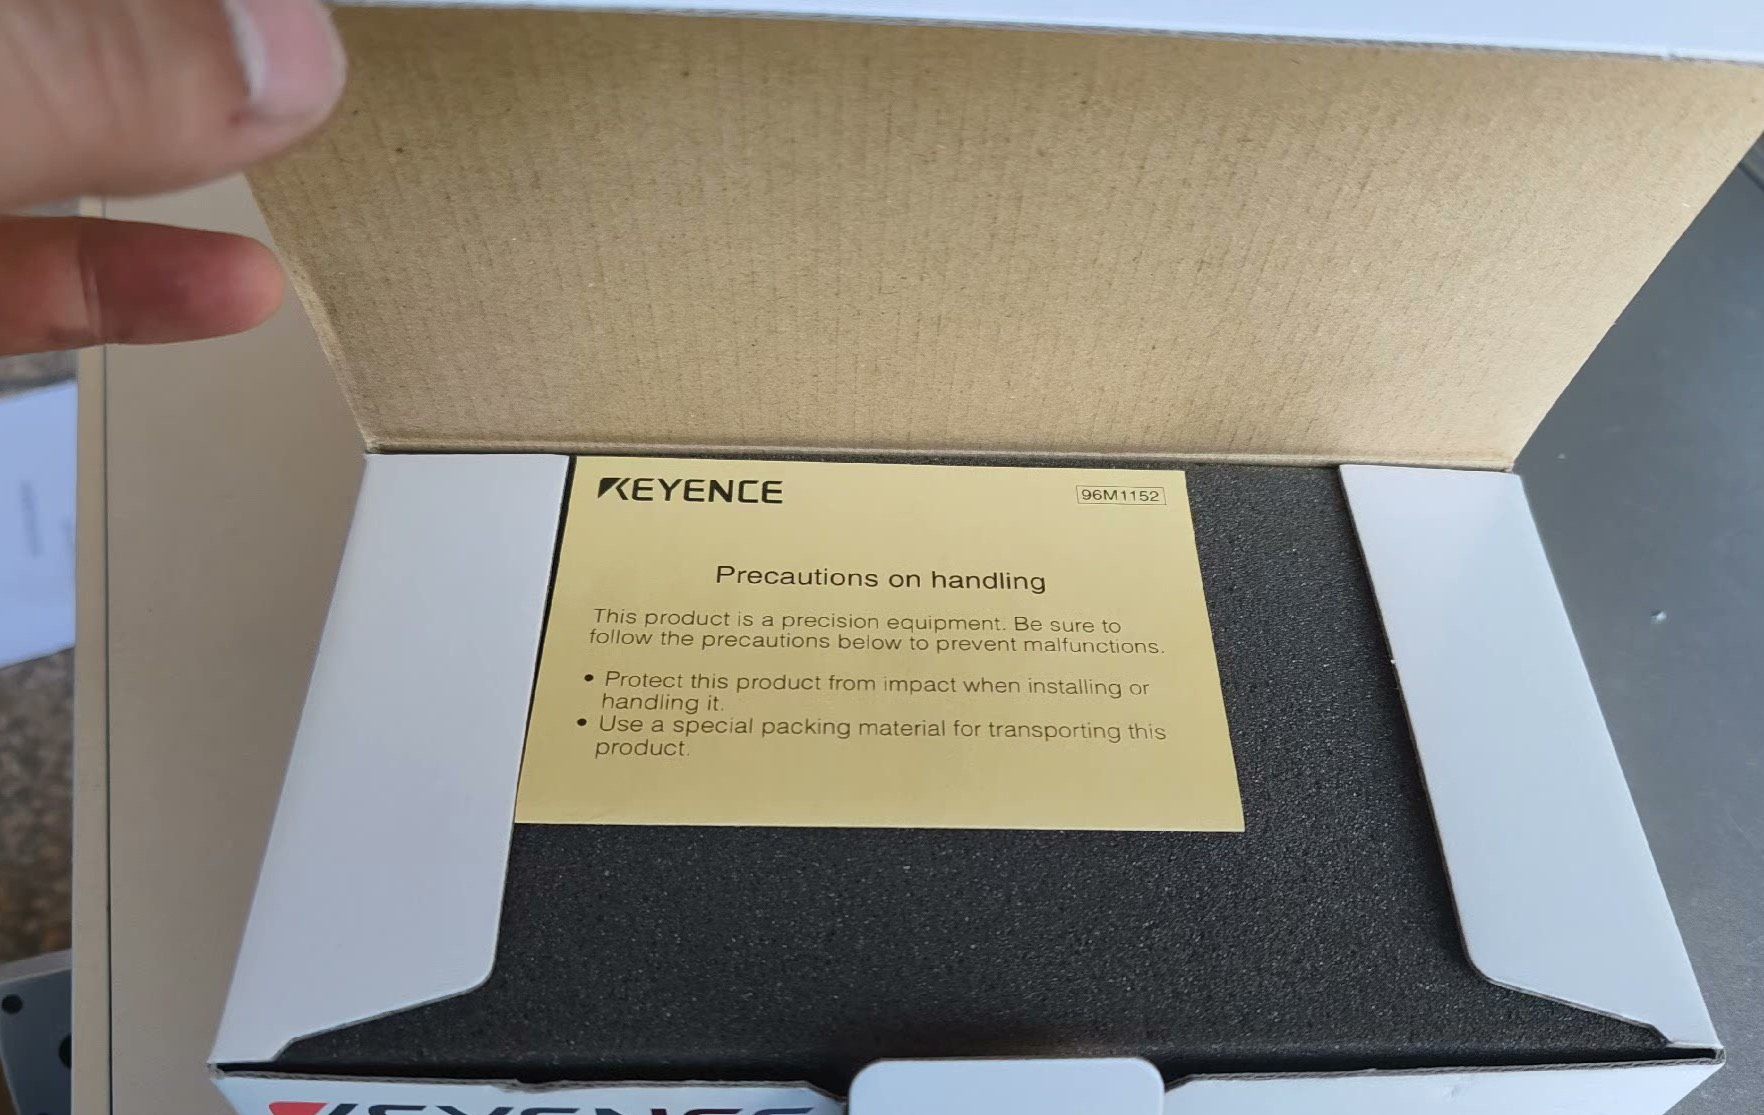 KEYENCE
96M1152
Precautions on handling
This product is a precision equipment. Be sure to
follow the precautions below to prevent malfunctions.
• Protect this product from impact when installing or
handling it.
• Use a special packing material for transporting this
product.
KEYENCE